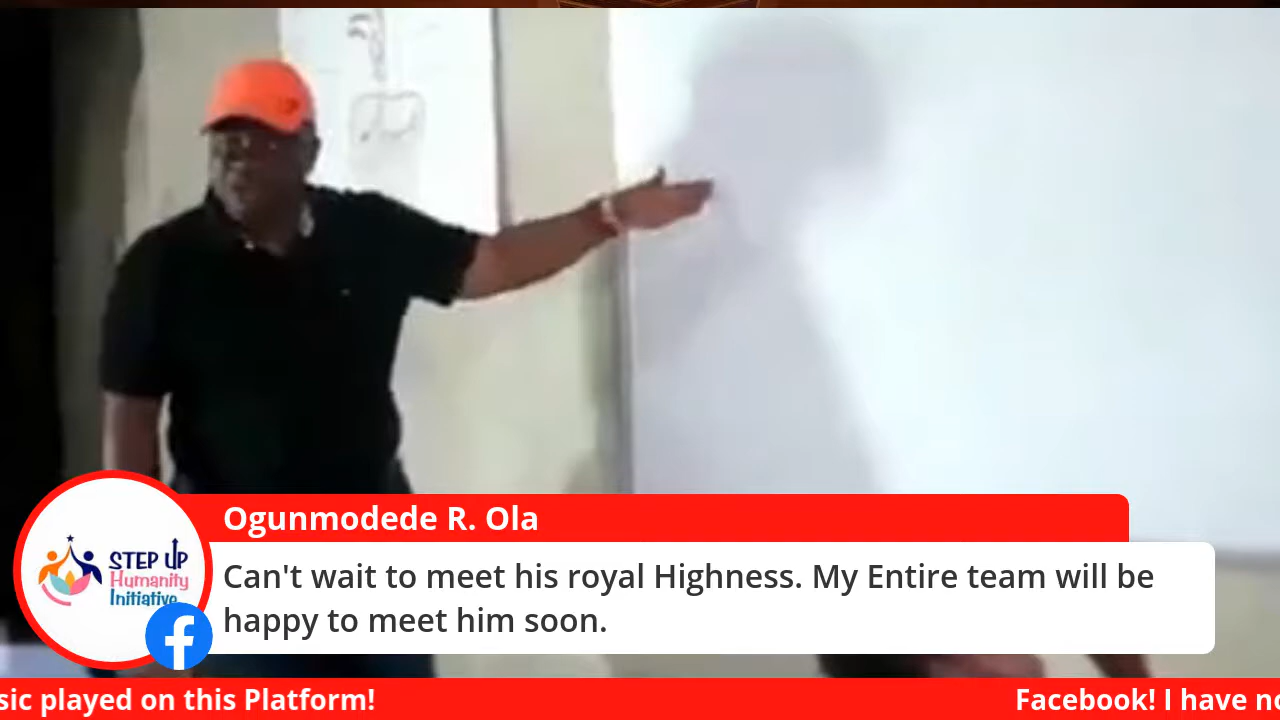 Ogunmodede R. Ola
STEP UP
Humanity
Initiative
Can't wait to meet his royal Highness. My Entire team will be
happy to meet him soon.
sic played on this Platform!
Facebook! I have no